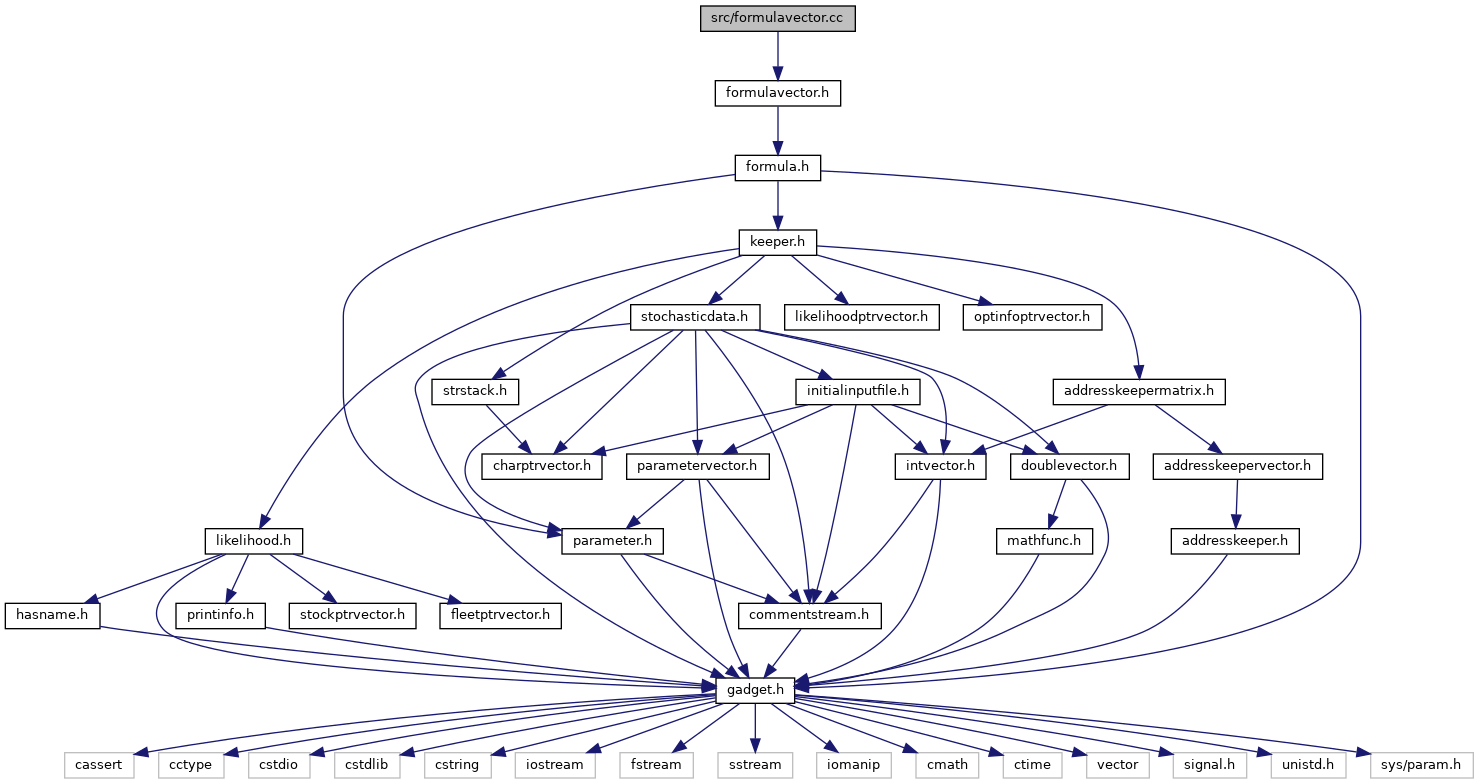 src/formulavector.cc
formulavector.h
formula.h
keeper.h
stochasticdata.h
likelihoodptrvector.h
optinfoptrvector.h
strstack.h
initialinputfile.h
addresskeepermatrix.h
charptrvector.h
parametervector.h
intvector.h
doublevector.h
addresskeepervector.h
likelihood.h
parameter.h
mathfunc.h
addresskeeper.h
hasname.h
printinfo.h
stockptrvector.h
fleetptrvector.h
commentstream.h
gadget.h
cassert
cctype
cstdio
cstdlib
cstring
iostream
fstream
sstream
iomanip
cmath
ctime
vector
signal.h
unistd.h
sys/param.h